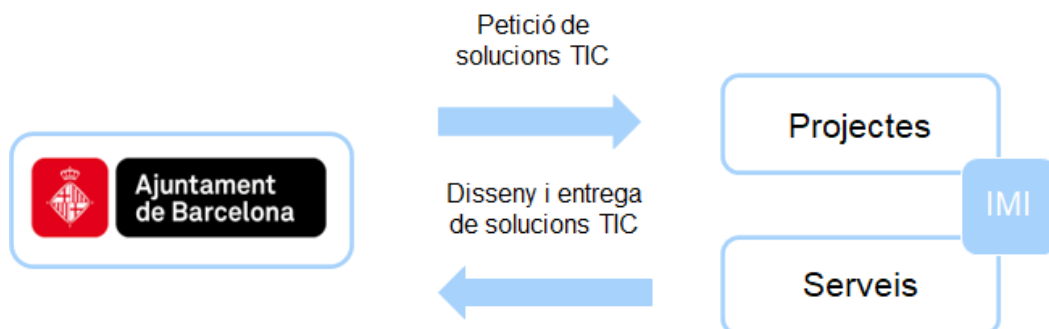 Petició de
solucions TIC
Projectes
Ajuntament
de Barcelona
Disseny i entrega
de solucions TIC
IMI
Serveis